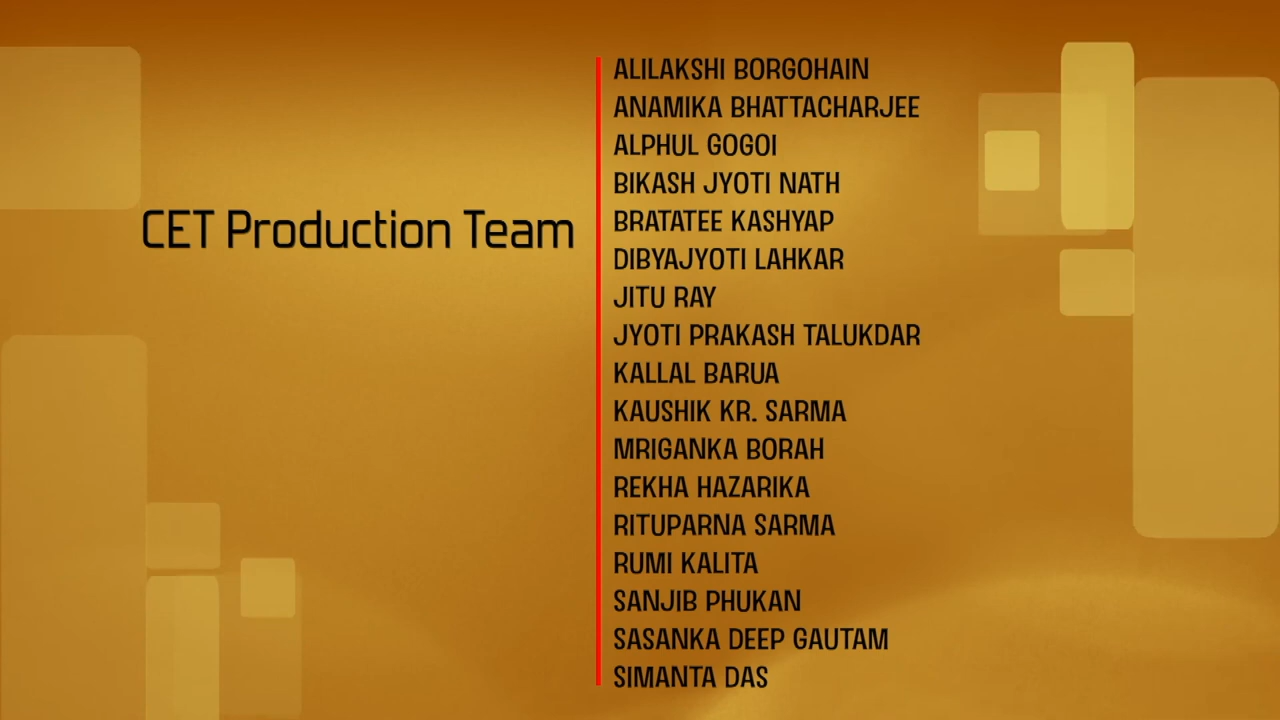 CET Production Team
ALILAKSHI BORGOHAIN
ANAMIKA BHATTACHARJEE
ALPHUL GOGOI
BIKASH JYOTI NATH
BRATATEE KASHYAP
DIBYAJYOTI LAHKAR
JITU RAY
JYOTI PRAKASH TALUKDAR
KALLAL BARUA
KAUSHIK KR. SARMA
MRIGANKA BORAH
REKHA HAZARIKA
RITUPARNA SARMA
RUMI KALITA
SANJIB PHUKAN
SASANKA DEEP GAUTAM
SIMANTA DAS